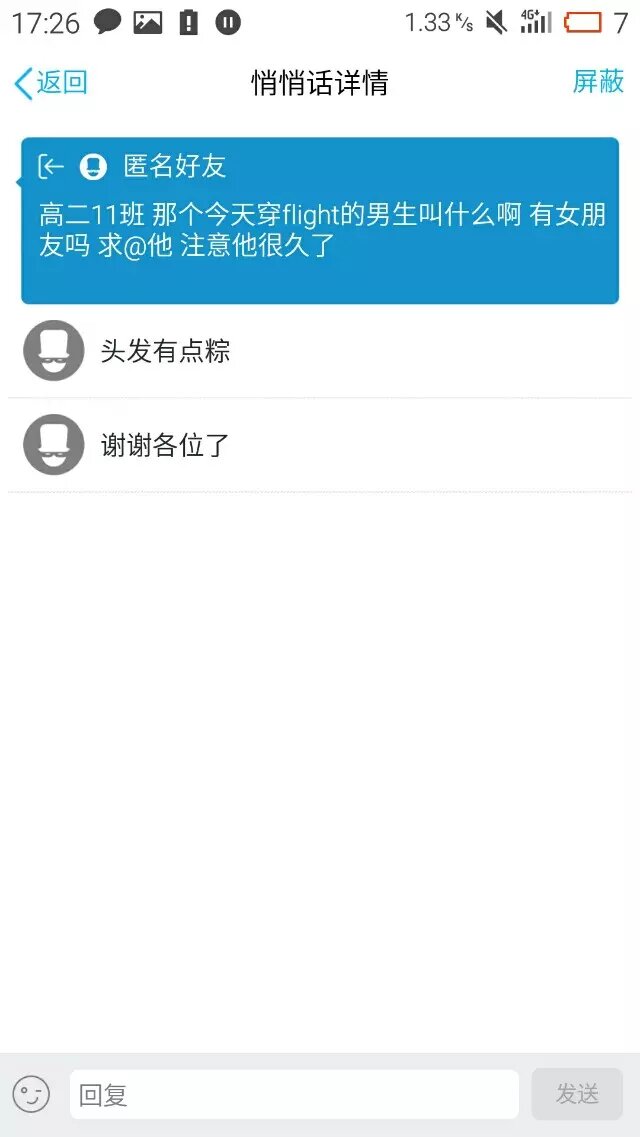 17:26 1.33 K/s 4G+ 7
返回 悄悄话详情 屏蔽
匿名好友
高二11班 那个今天穿flight的男生叫什么啊 有女朋
友吗 求@他 注意他很久了
头发有点粽
谢谢各位了
回复 发送